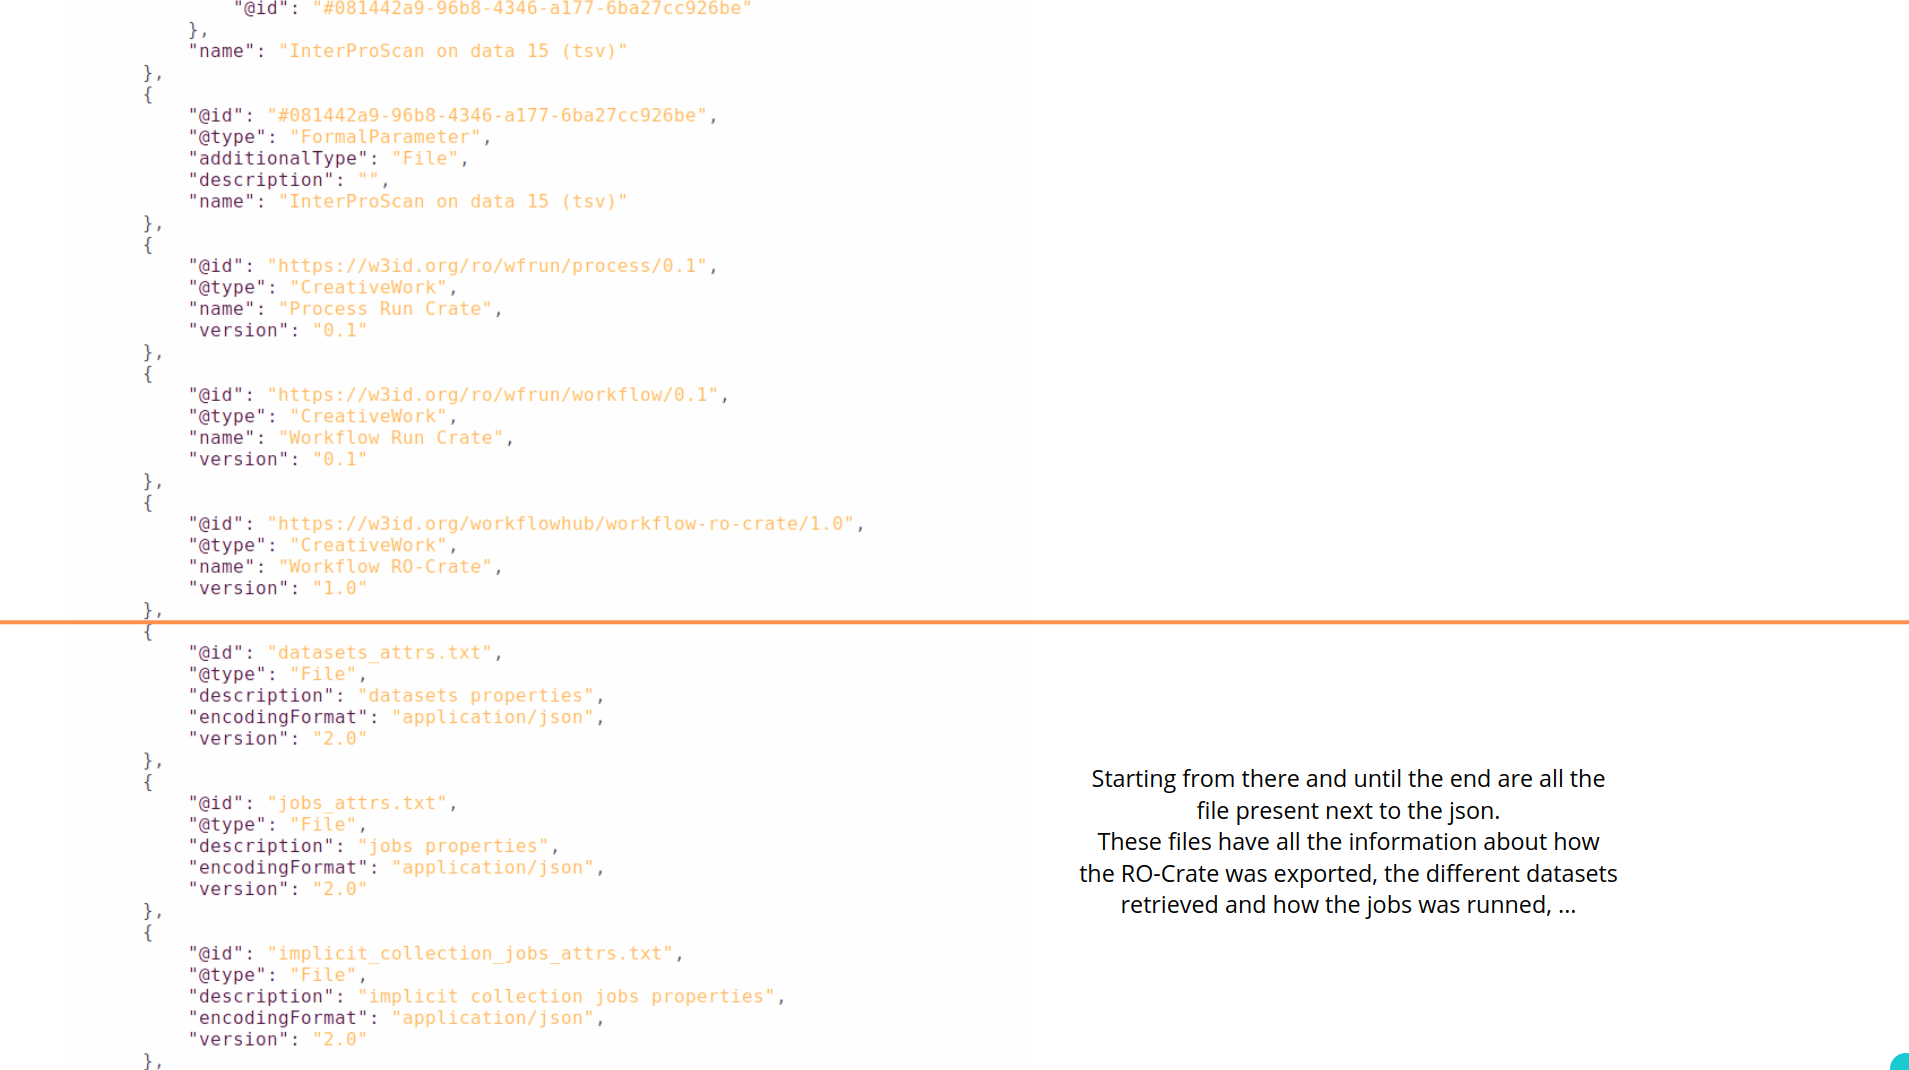 "@id": "#081442a9-96b8-4346-a177-6ba27cc926be"
},
"name": "InterProScan on data 15 (tsv)"
},
{
"@id": "#081442a9-96b8-4346-a177-6ba27cc926be",
"@type": "FormalParameter",
"additionalType": "File",
"description": "",
"name": "InterProScan on data 15 (tsv)"
},
{
"@id": "https://w3id.org/ro/wfrun/process/0.1",
"@type": "CreativeWork",
"name": "Process Run Crate",
"version": "0.1"
},
{
"@id": "https://w3id.org/ro/wfrun/workflow/0.1",
"@type": "CreativeWork",
"name": "Workflow Run Crate",
"version": "0.1"
},
{
"@id": "https://w3id.org/workflowhub/workflow-ro-crate/1.0",
"@type": "CreativeWork",
"name": "Workflow RO-Crate",
"version": "1.0"
},
{
"@id": "datasets_attrs.txt",
"@type": "File",
"description": "datasets properties",
"encodingFormat": "application/json",
"version": "2.0"
},
{
"@id": "jobs_attrs.txt",
"@type": "File",
"description": "jobs properties",
"encodingFormat": "application/json",
"version": "2.0"
},
{
"@id": "implicit_collection_jobs_attrs.txt",
"@type": "File",
"description": "implicit collection jobs properties",
"encodingFormat": "application/json",
"version": "2.0"
},
Starting from there and until the end are all the
file present next to the json.
These files have all the information about how
the RO-Crate was exported, the different datasets
retrieved and how the jobs was runned, ...